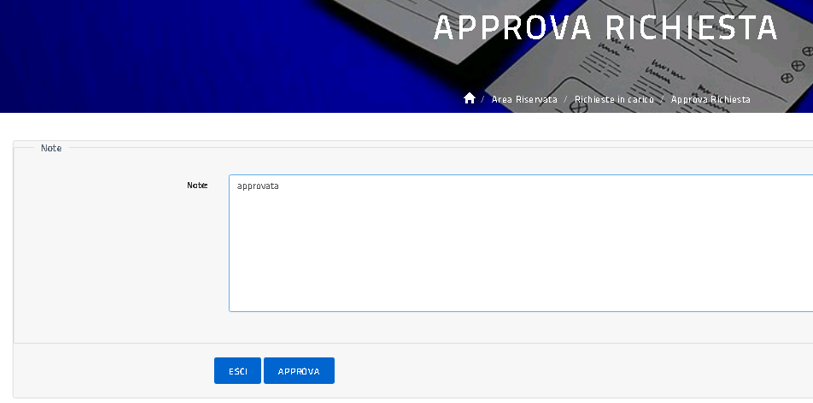 APPROVA RICHIESTA
/ Area Riservata / Richieste in carico / Approva Richiesta
Note
Note
approvata
ESCI
APPROVA